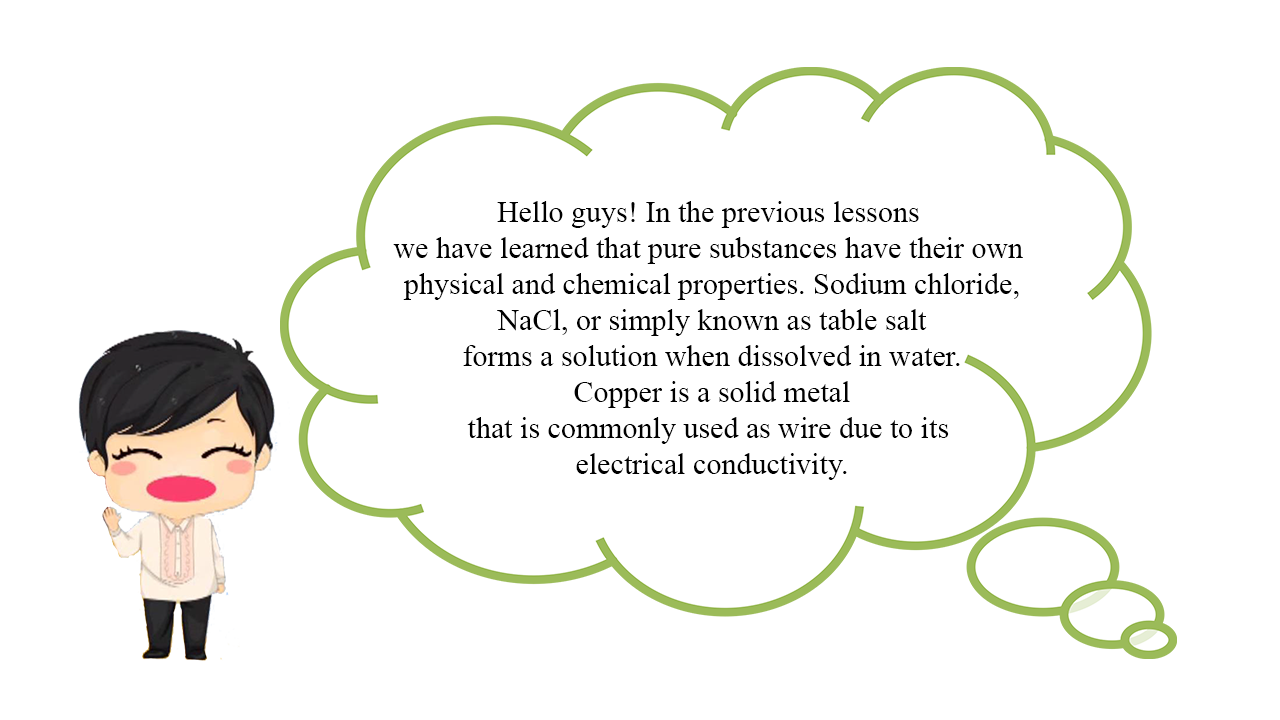 Hello guys! In the previous lessons
we have learned that pure substances have their own
physical and chemical properties. Sodium chloride,
NaCl, or simply known as table salt
forms a solution when dissolved in water.
Copper is a solid metal
that is commonly used as wire due to its
electrical conductivity.